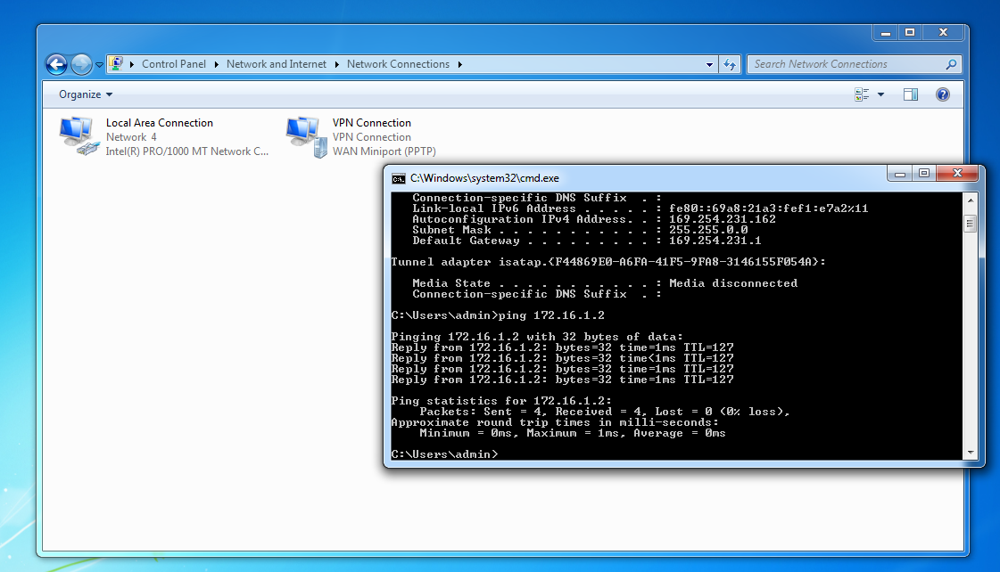 Control Panel
Network and Internet
Network Connections
Search Network Connections
Organize
Local Area Connection
Network 4
Intel(R) PRO/1000 MT Network C...
VPN Connection
VPN Connection
WAN Miniport (PPTP)
C:\Windows\system32\cmd.exe
Connection-specific DNS Suffix  . :
Link-local IPv6 Address . . . . . : fe80::69a8:21a3:fef1:e7a2%11
Autoconfiguration IPv4 Address. . : 169.254.231.162
Subnet Mask . . . . . . . . . . . : 255.255.0.0
Default Gateway . . . . . . . . . : 169.254.231.1
Tunnel adapter isatap.{F44869E0-A6FA-41F5-9FA8-3146155F054A}:
Media State . . . . . . . . . . . : Media disconnected
Connection-specific DNS Suffix  . :
C:\Users\admin>ping 172.16.1.2
Pinging 172.16.1.2 with 32 bytes of data:
Reply from 172.16.1.2: bytes=32 time=1ms TTL=127
Reply from 172.16.1.2: bytes=32 time<1ms TTL=127
Reply from 172.16.1.2: bytes=32 time=1ms TTL=127
Reply from 172.16.1.2: bytes=32 time=1ms TTL=127
Ping statistics for 172.16.1.2:
Packets: Sent = 4, Received = 4, Lost = 0 (0% loss),
Approximate round trip times in milli-seconds:
Minimum = 0ms, Maximum = 1ms, Average = 0ms
C:\Users\admin>